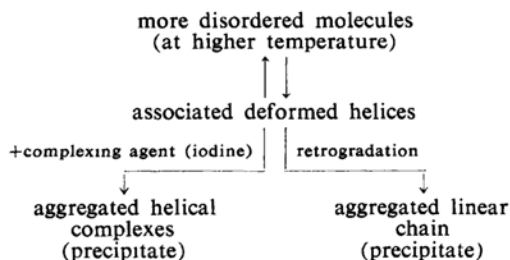 more disordered molecules
(at higher temperature)
associated deformed helices
+complexing agent (iodine)
retrogradation
aggregated helical
complexes
(precipitate)
aggregated linear
chain
(precipitate)